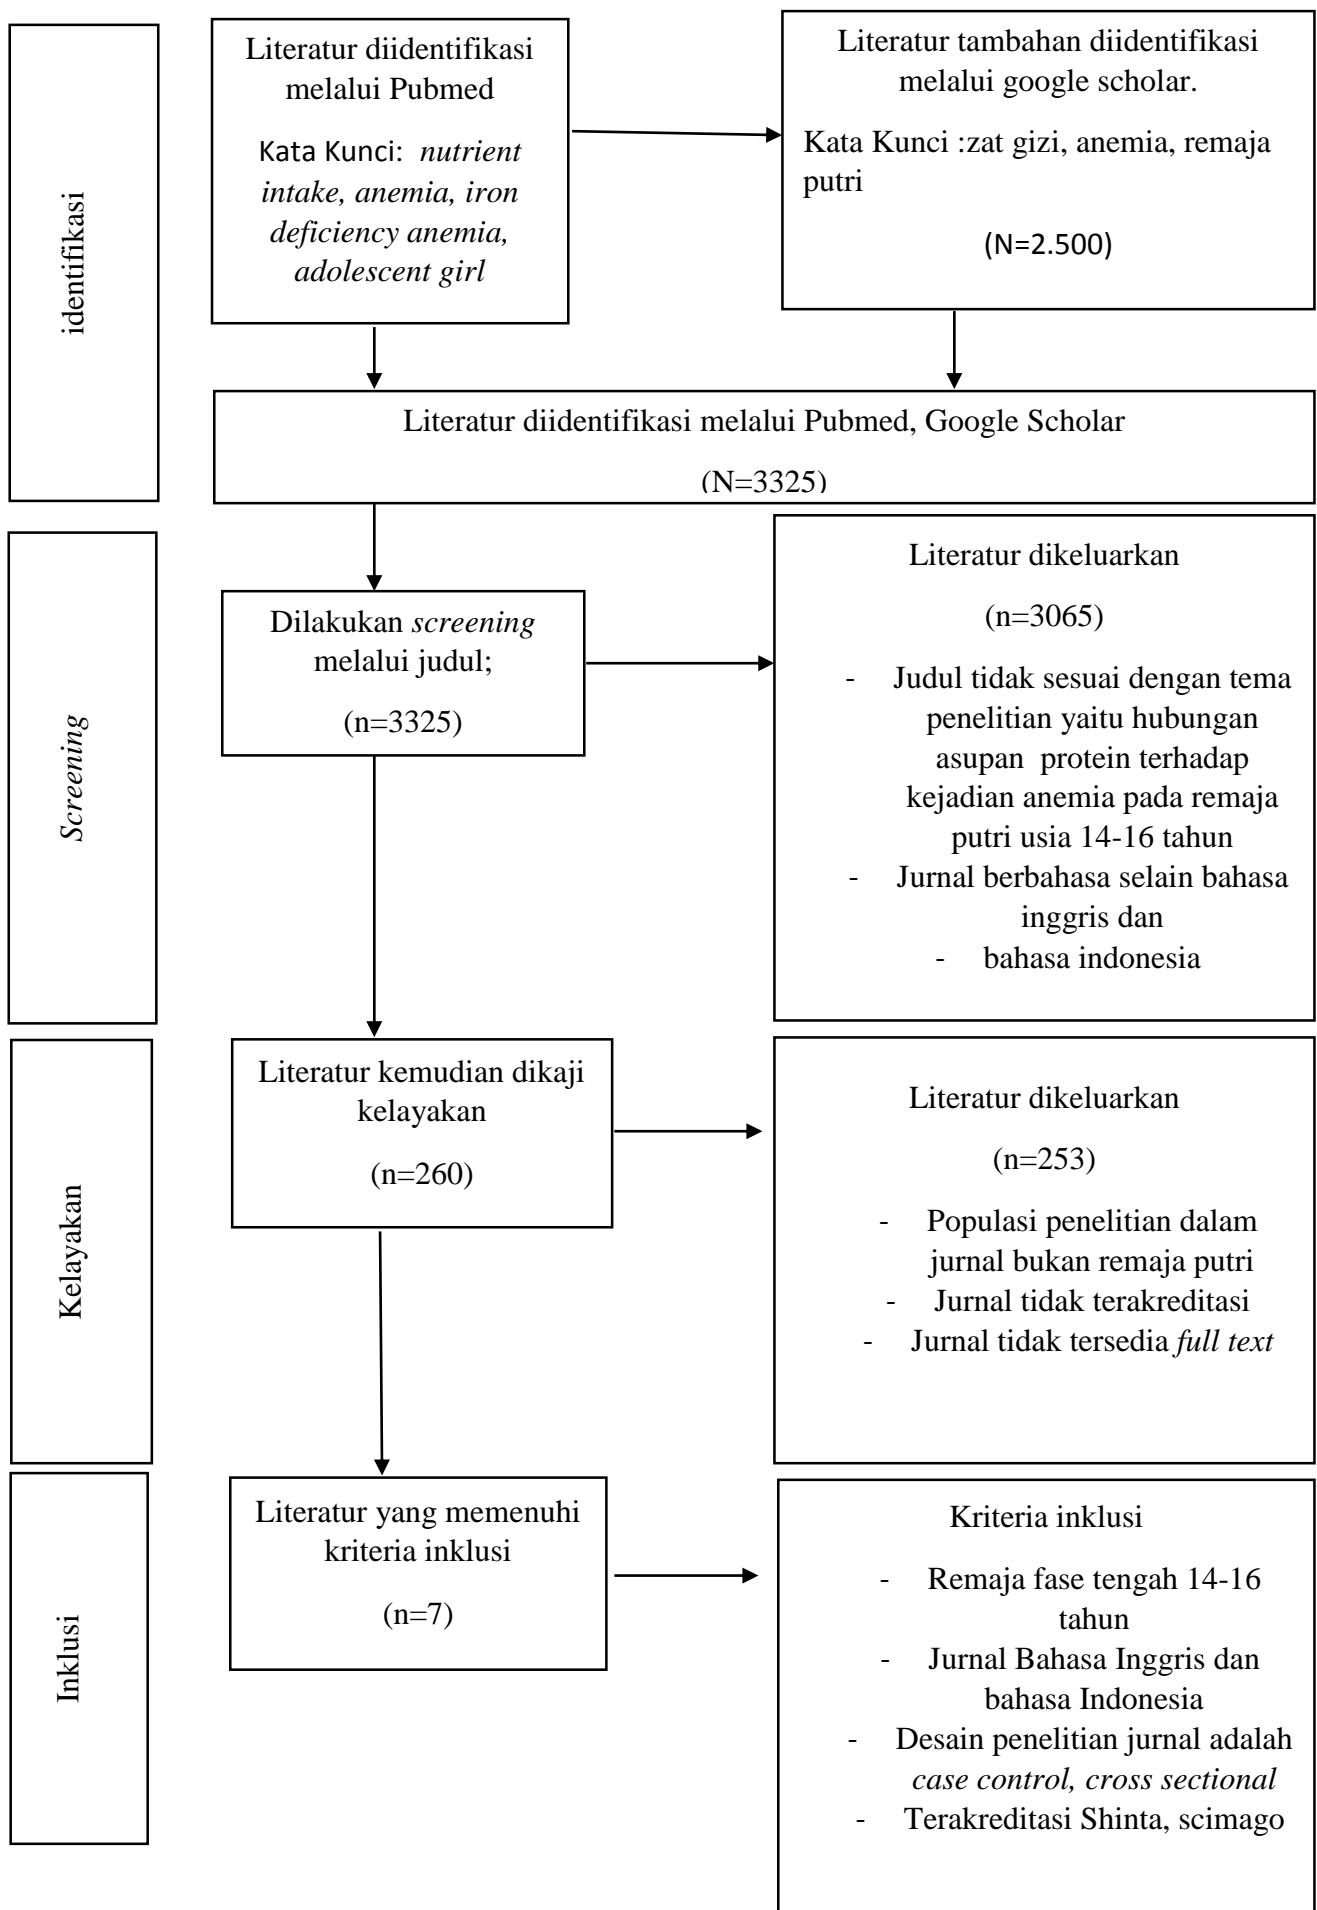 identifikasi
Literatur diidentifikasi
melalui Pubmed
Kata Kunci: nutrient
intake, anemia, iron
deficiency anemia,
adolescent girl
Literatur tambahan diidentifikasi
melalui google scholar.
Kata Kunci :zat gizi, anemia, remaja
putri
(N=2.500)
Literatur diidentifikasi melalui Pubmed, Google Scholar
(N=3325)
Screening
Dilakukan screening
melalui judul;
(n=3325)
Literatur dikeluarkan
(n=3065)
- Judul tidak sesuai dengan tema
penelitian yaitu hubungan
asupan protein terhadap
kejadian anemia pada remaja
putri usia 14-16 tahun
- Jurnal berbahasa selain bahasa
inggris dan
- bahasa indonesia
Kelayakan
Literatur kemudian dikaji
kelayakan
(n=260)
Literatur dikeluarkan
(n=253)
- Populasi penelitian dalam
jurnal bukan remaja putri
- Jurnal tidak terakreditasi
- Jurnal tidak tersedia full text
Inklusi
Literatur yang memenuhi
kriteria inklusi
(n=7)
Kriteria inklusi
- Remaja fase tengah 14-16
tahun
- Jurnal Bahasa Inggris dan
bahasa Indonesia
- Desain penelitian jurnal adalah
case control, cross sectional
- Terakreditasi Shinta, scimago